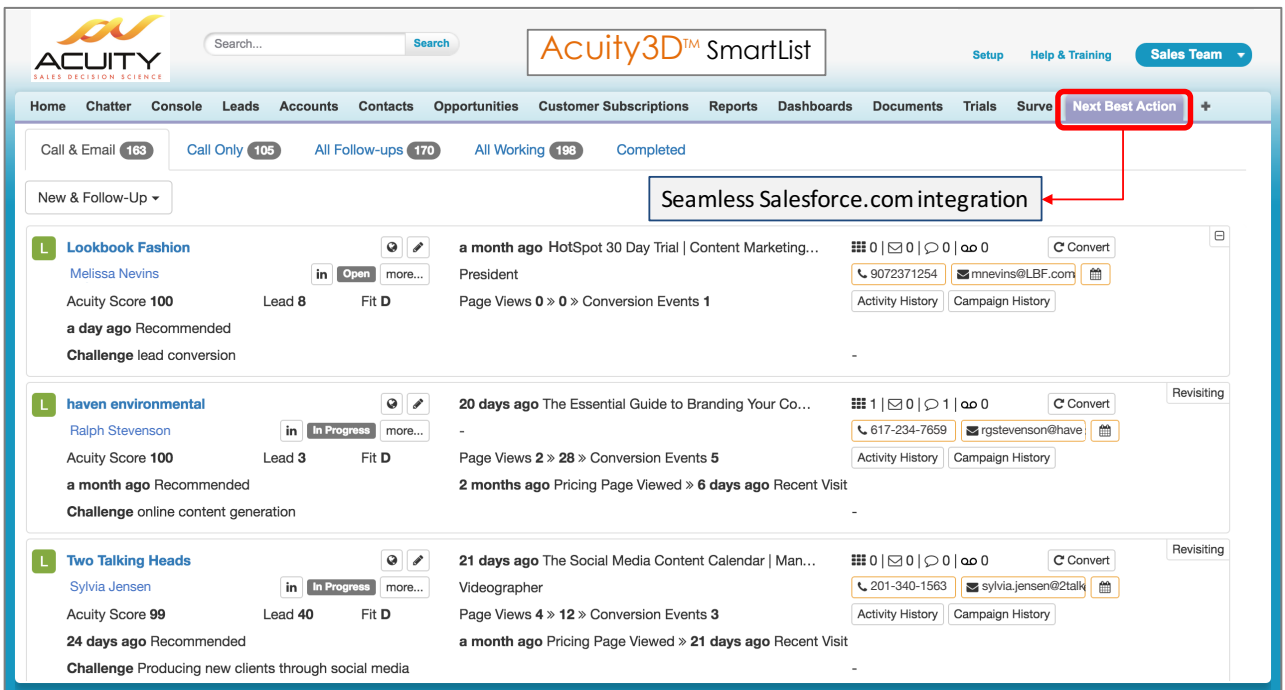 ACUITY
SALES DECISION SCIENCE
Search... Search
Acuity3D™ SmartList
Setup Help & Training Sales Team
Home Chatter Console Leads Accounts Contacts Opportunities Customer Subscriptions Reports Dashboards Documents Trials Surve Next Best Action +
Call & Email 163 Call Only 105 All Follow-ups 170 All Working 198 Completed
New & Follow-Up
Seamless Salesforce.com integration
L Lookbook Fashion a month ago HotSpot 30 Day Trial | Content Marketing... 0 | 0 | 0 | 0 Convert
Melissa Nevins in Open more... President 9072371254 mnevins@LBF.com
Acuity Score 100 Lead 8 Fit D Page Views 0 » 0 » Conversion Events 1 Activity History Campaign History
a day ago Recommended
Challenge lead conversion -
Revisiting
L haven environmental 20 days ago The Essential Guide to Branding Your Co... 1 | 0 | 1 | 0 Convert
Ralph Stevenson in In Progress more... - 617-234-7659 rgstevenson@have
Acuity Score 100 Lead 3 Fit D Page Views 2 » 28 » Conversion Events 5 Activity History Campaign History
a month ago Recommended 2 months ago Pricing Page Viewed » 6 days ago Recent Visit
Challenge online content generation -
Revisiting
L Two Talking Heads 21 days ago The Social Media Content Calendar | Man... 0 | 0 | 0 | 0 Convert
Sylvia Jensen in In Progress more... Videographer 201-340-1563 sylvia.jensen@2talk
Acuity Score 99 Lead 40 Fit D Page Views 4 » 12 » Conversion Events 3 Activity History Campaign History
24 days ago Recommended a month ago Pricing Page Viewed » 21 days ago Recent Visit
Challenge Producing new clients through social media -